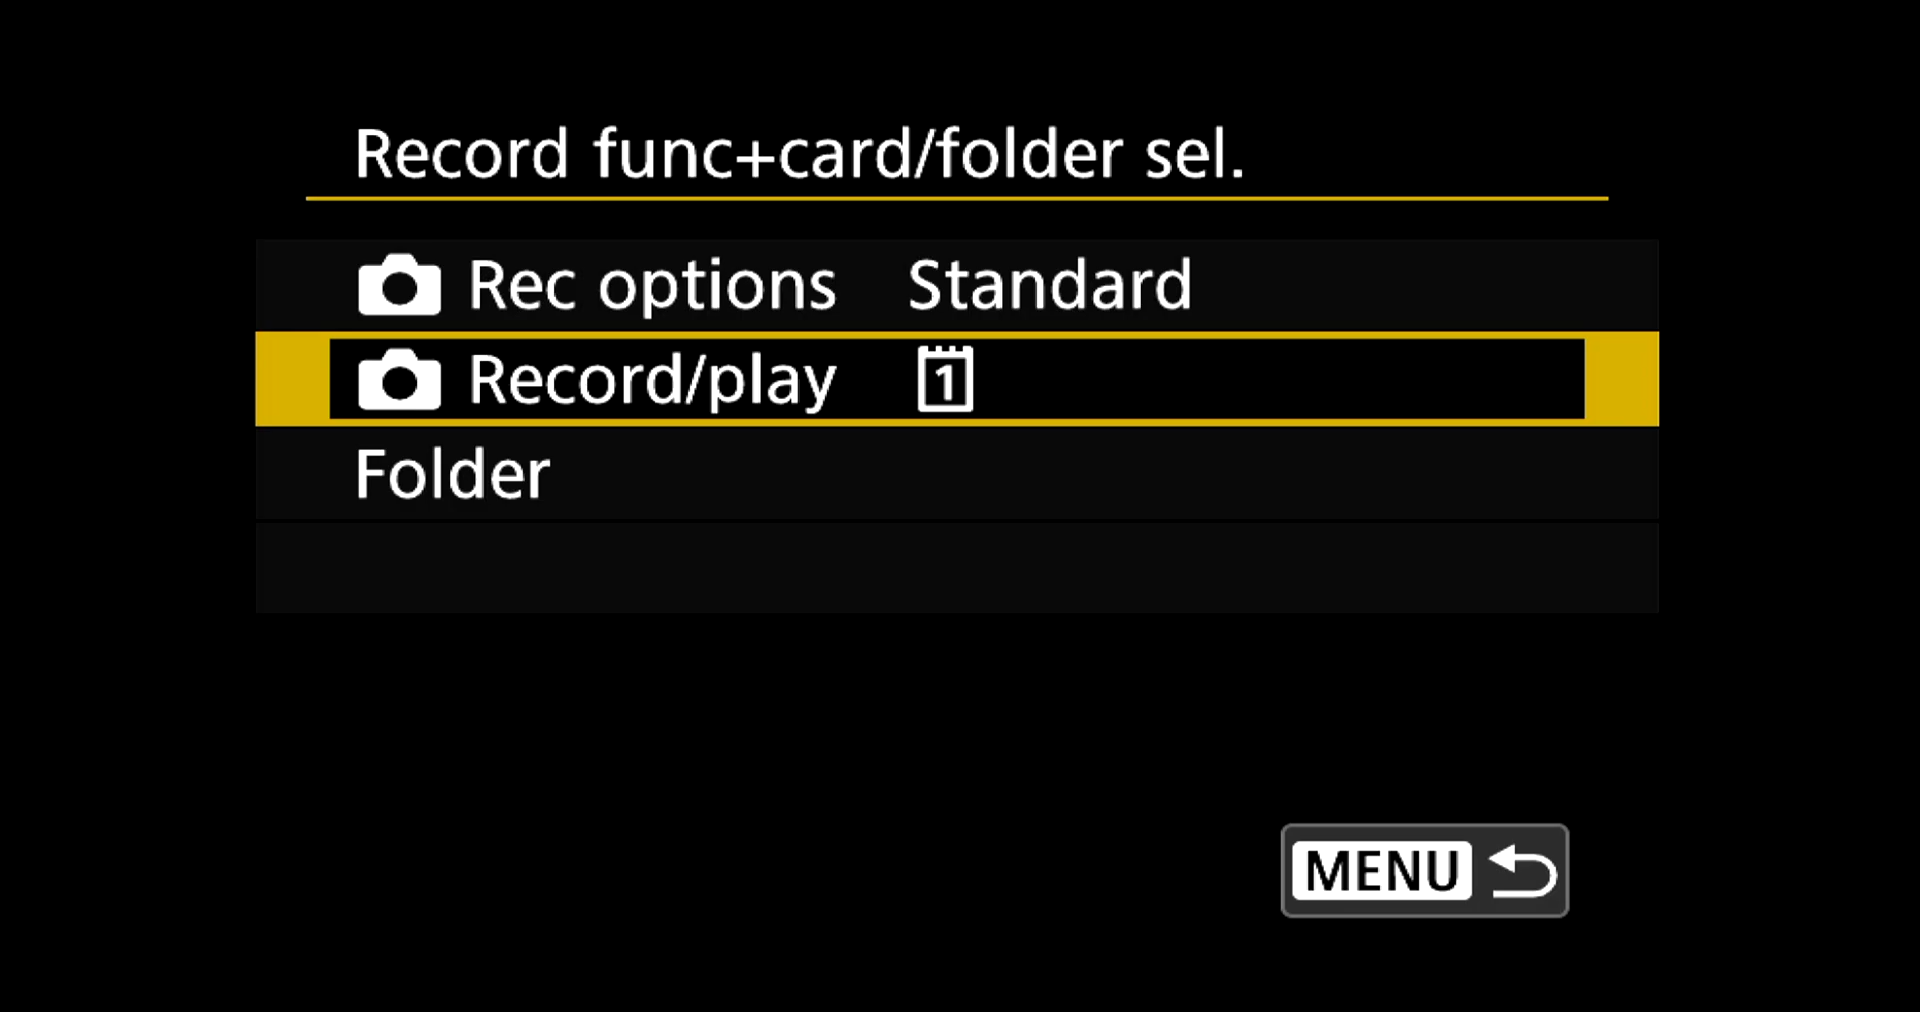 Record func+card/folder sel.
Rec options Standard
Record/play 1
Folder
MENU